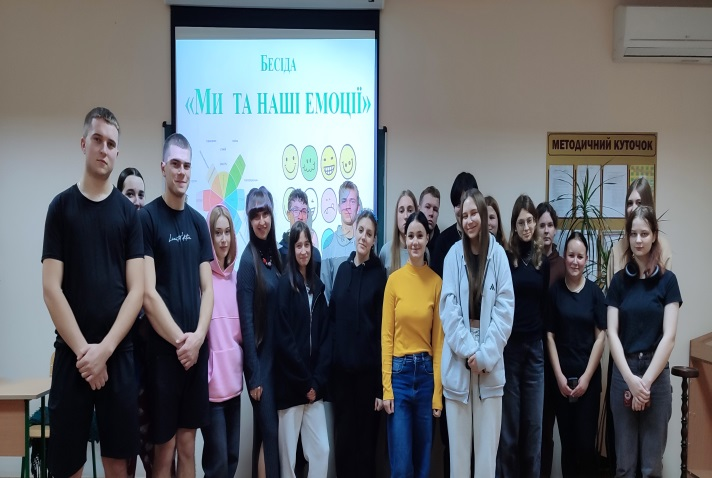 БЕСІДА
«МИ ТА НАШІ ЕМОЦІЇ»
МЕТОДИЧНИЙ КУТОЧОК